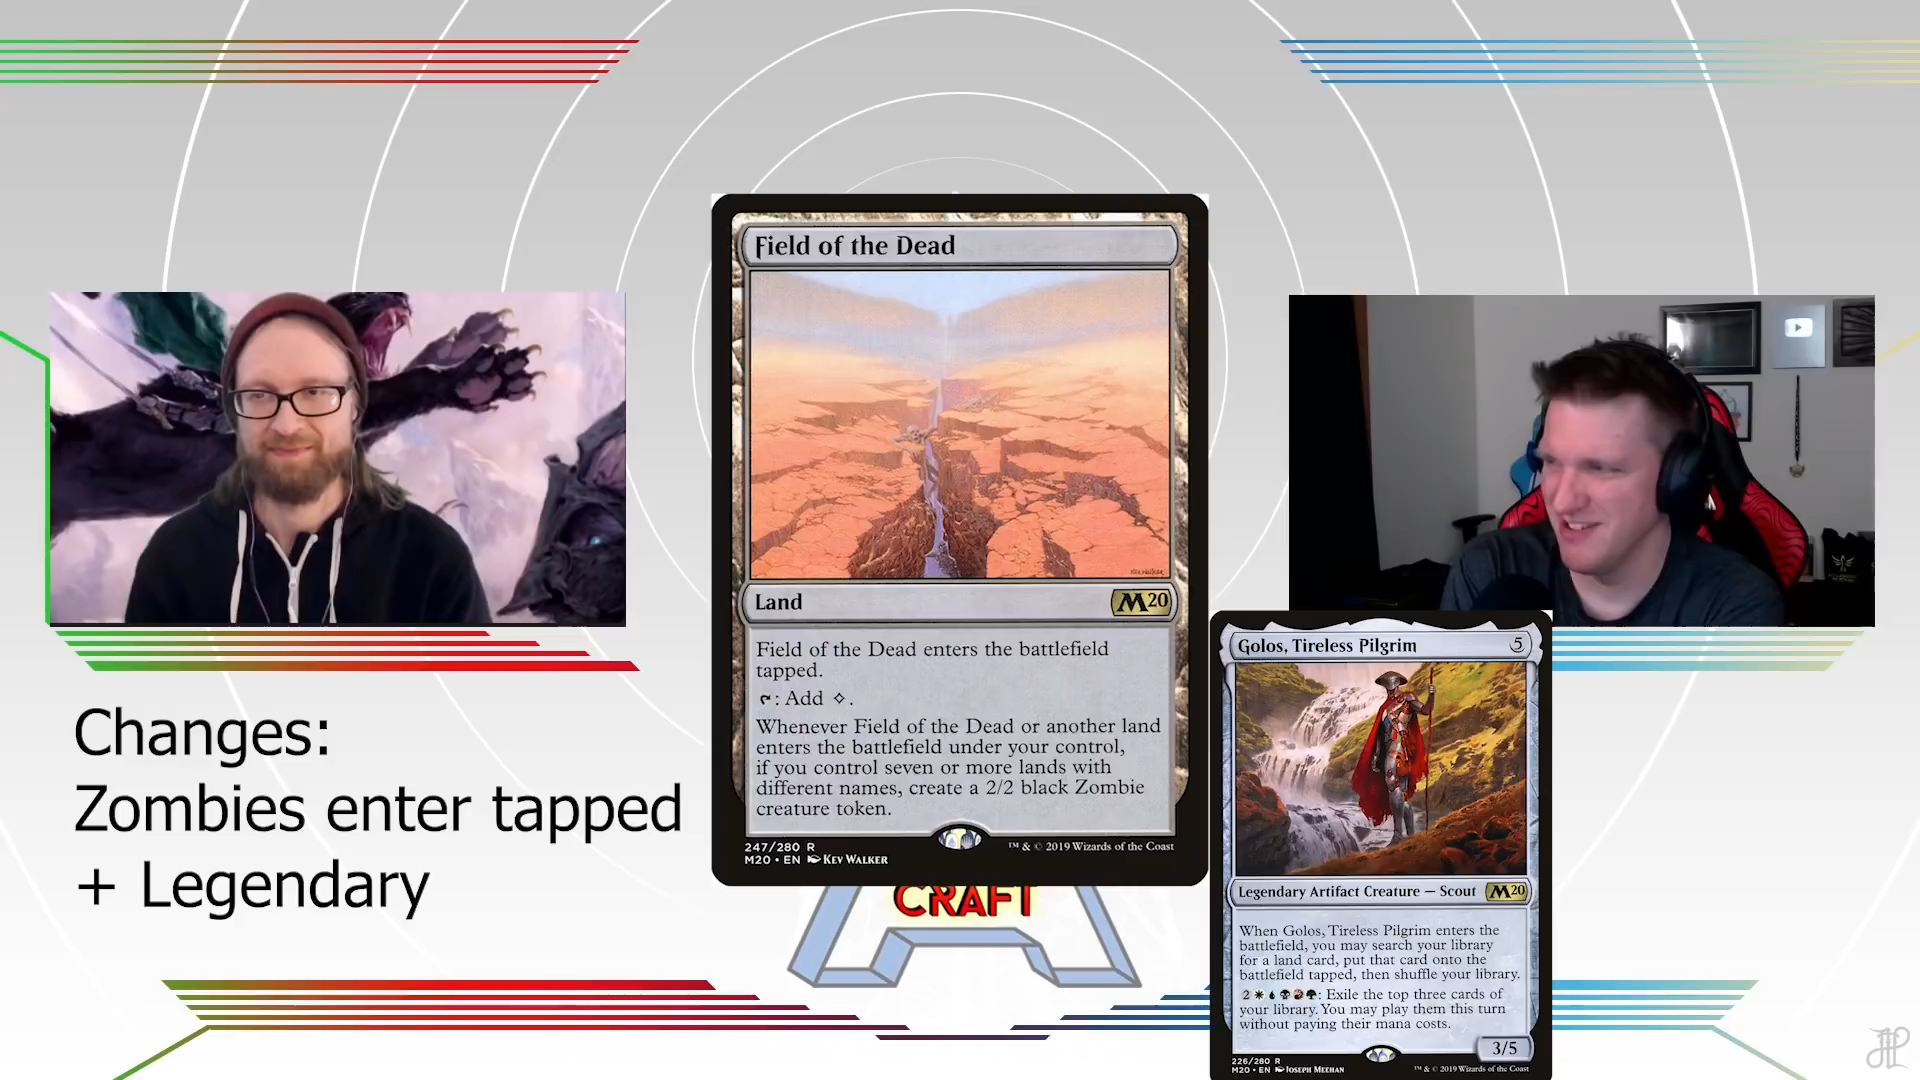 Field of the Dead
KEV WALKER
Land
M20
Field of the Dead enters the battlefield
tapped.
: Add .
Whenever Field of the Dead or another land
enters the battlefield under your control,
if you control seven or more lands with
different names, create a 2/2 black Zombie
creature token.
247/280 R
M20 • EN KEV WALKER
™ & © 2019 Wizards of the Coast
Changes:
Zombies enter tapped
+ Legendary
CRAFT
Golos, Tireless Pilgrim 5
Legendary Artifact Creature — Scout M20
When Golos, Tireless Pilgrim enters the
battlefield, you may search your library
for a land card, put that card onto the
battlefield tapped, then shuffle your library.
2 : Exile the top three cards of
your library. You may play them this turn
without paying their mana costs.
3/5
226/280 R
M20 • EN JOSEPH MEEHAN
™ & © 2019 Wizards of the Coast